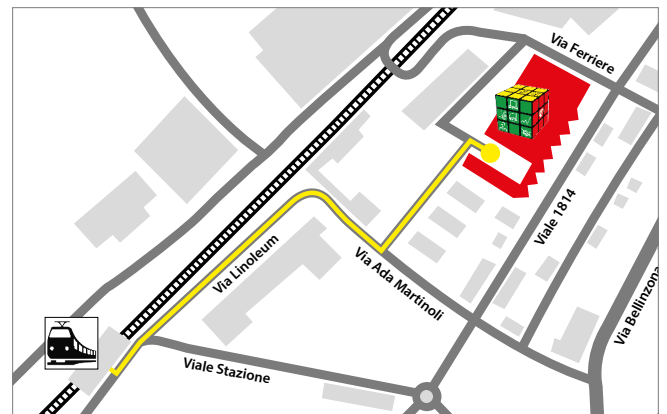 Via Ferriere
Viale 1814
Via Linoleum
Via Ada Martinoli
Via Bellinzona
Viale Stazione